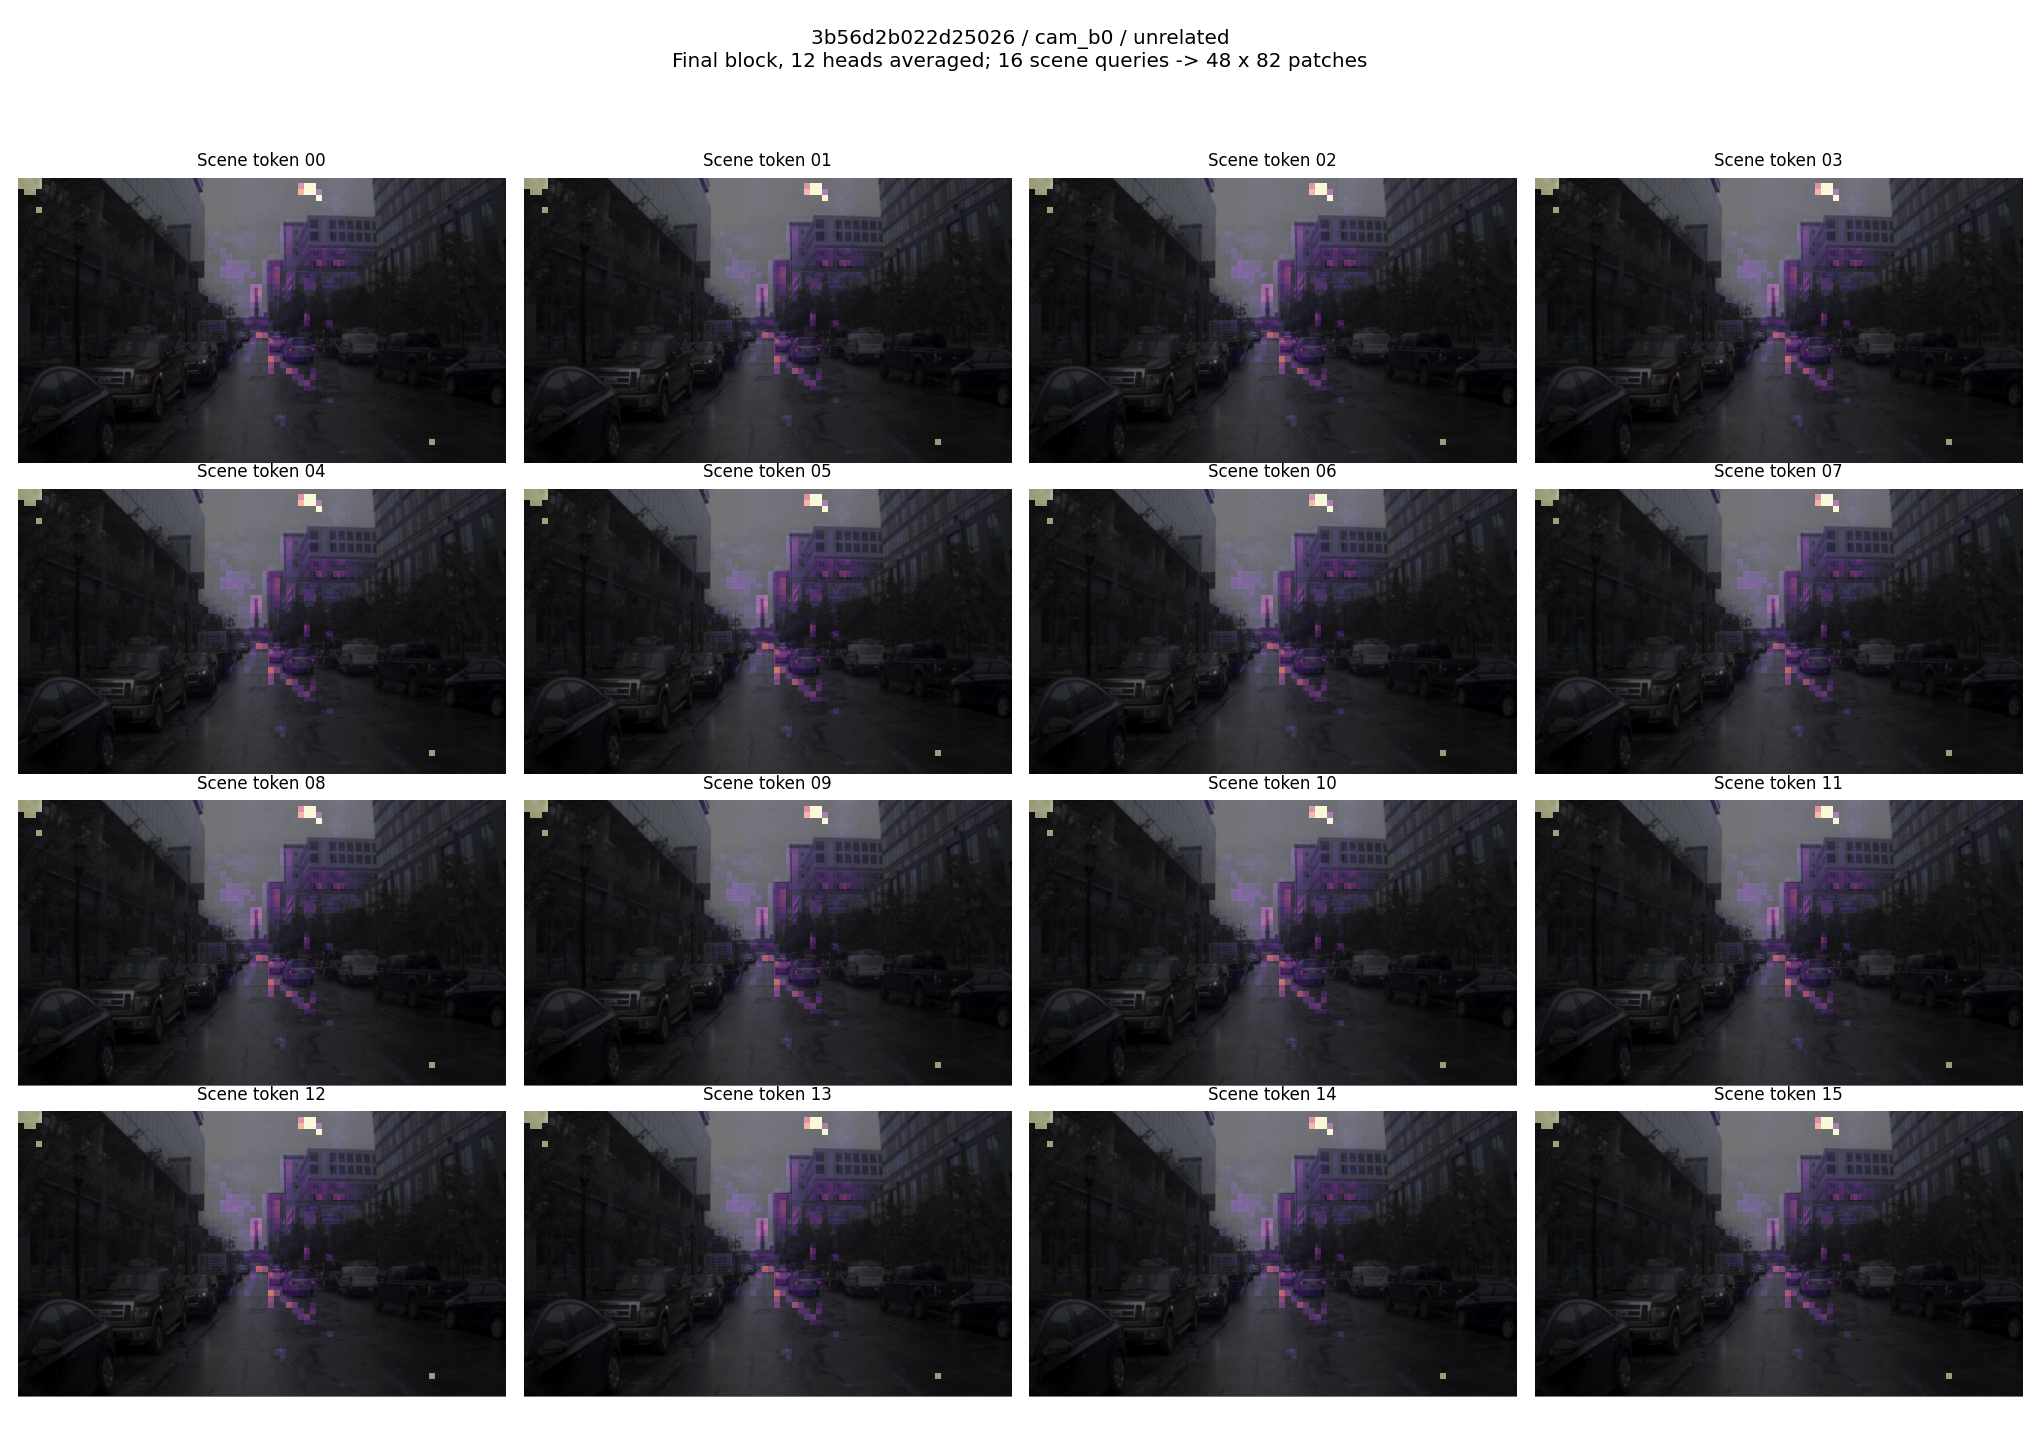 3b56d2b022d25026 / cam_b0 / unrelated
Final block, 12 heads averaged; 16 scene queries -> 48 x 82 patches
Scene token 00
Scene token 01
Scene token 02
Scene token 03
Scene token 04
Scene token 05
Scene token 06
Scene token 07
Scene token 08
Scene token 09
Scene token 10
Scene token 11
Scene token 12
Scene token 13
Scene token 14
Scene token 15